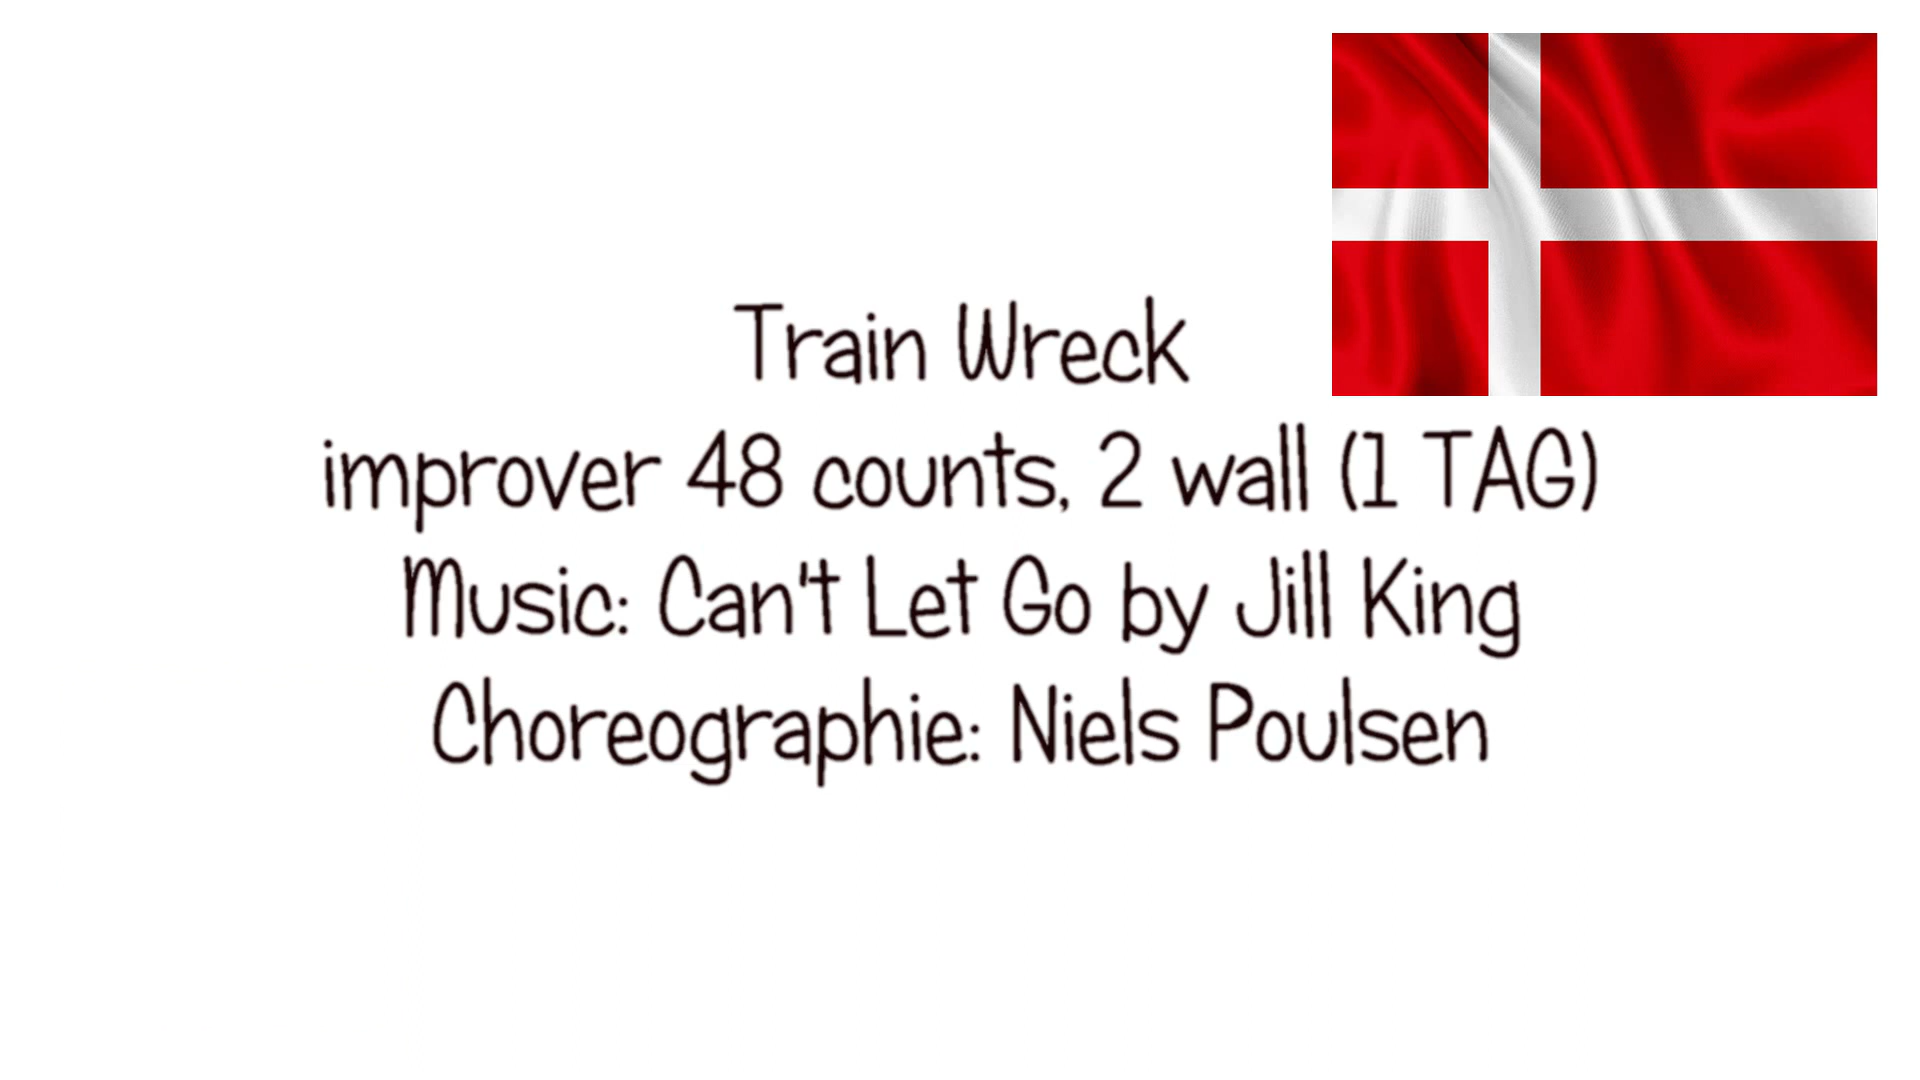 Train Wreck
improver 48 counts, 2 wall (1 TAG)
Music: Can't Let Go by Jill King
Choreographie: Niels Poulsen